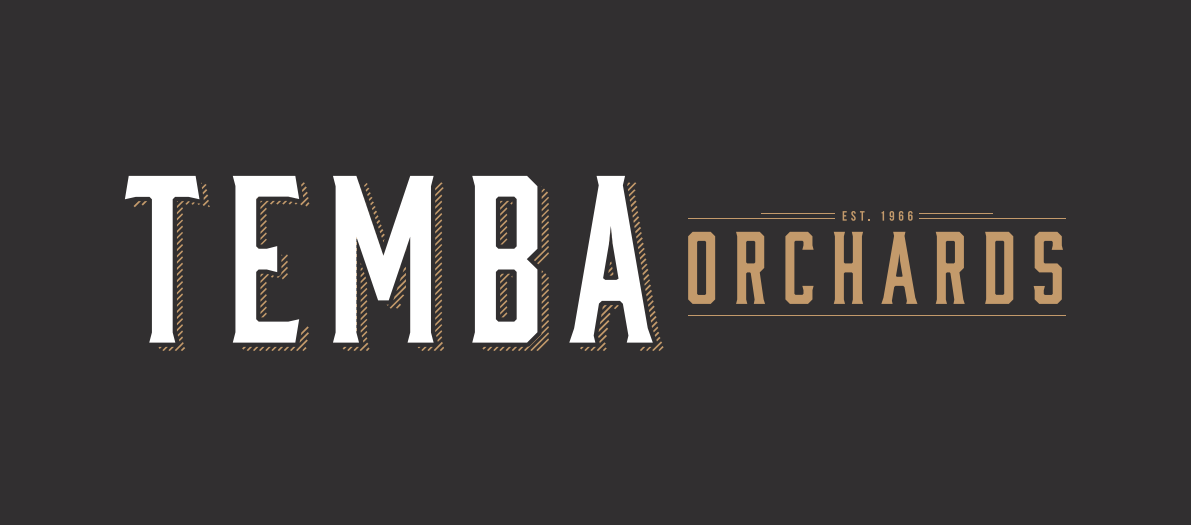 TEMBA
EST. 1966
ORCHARDS